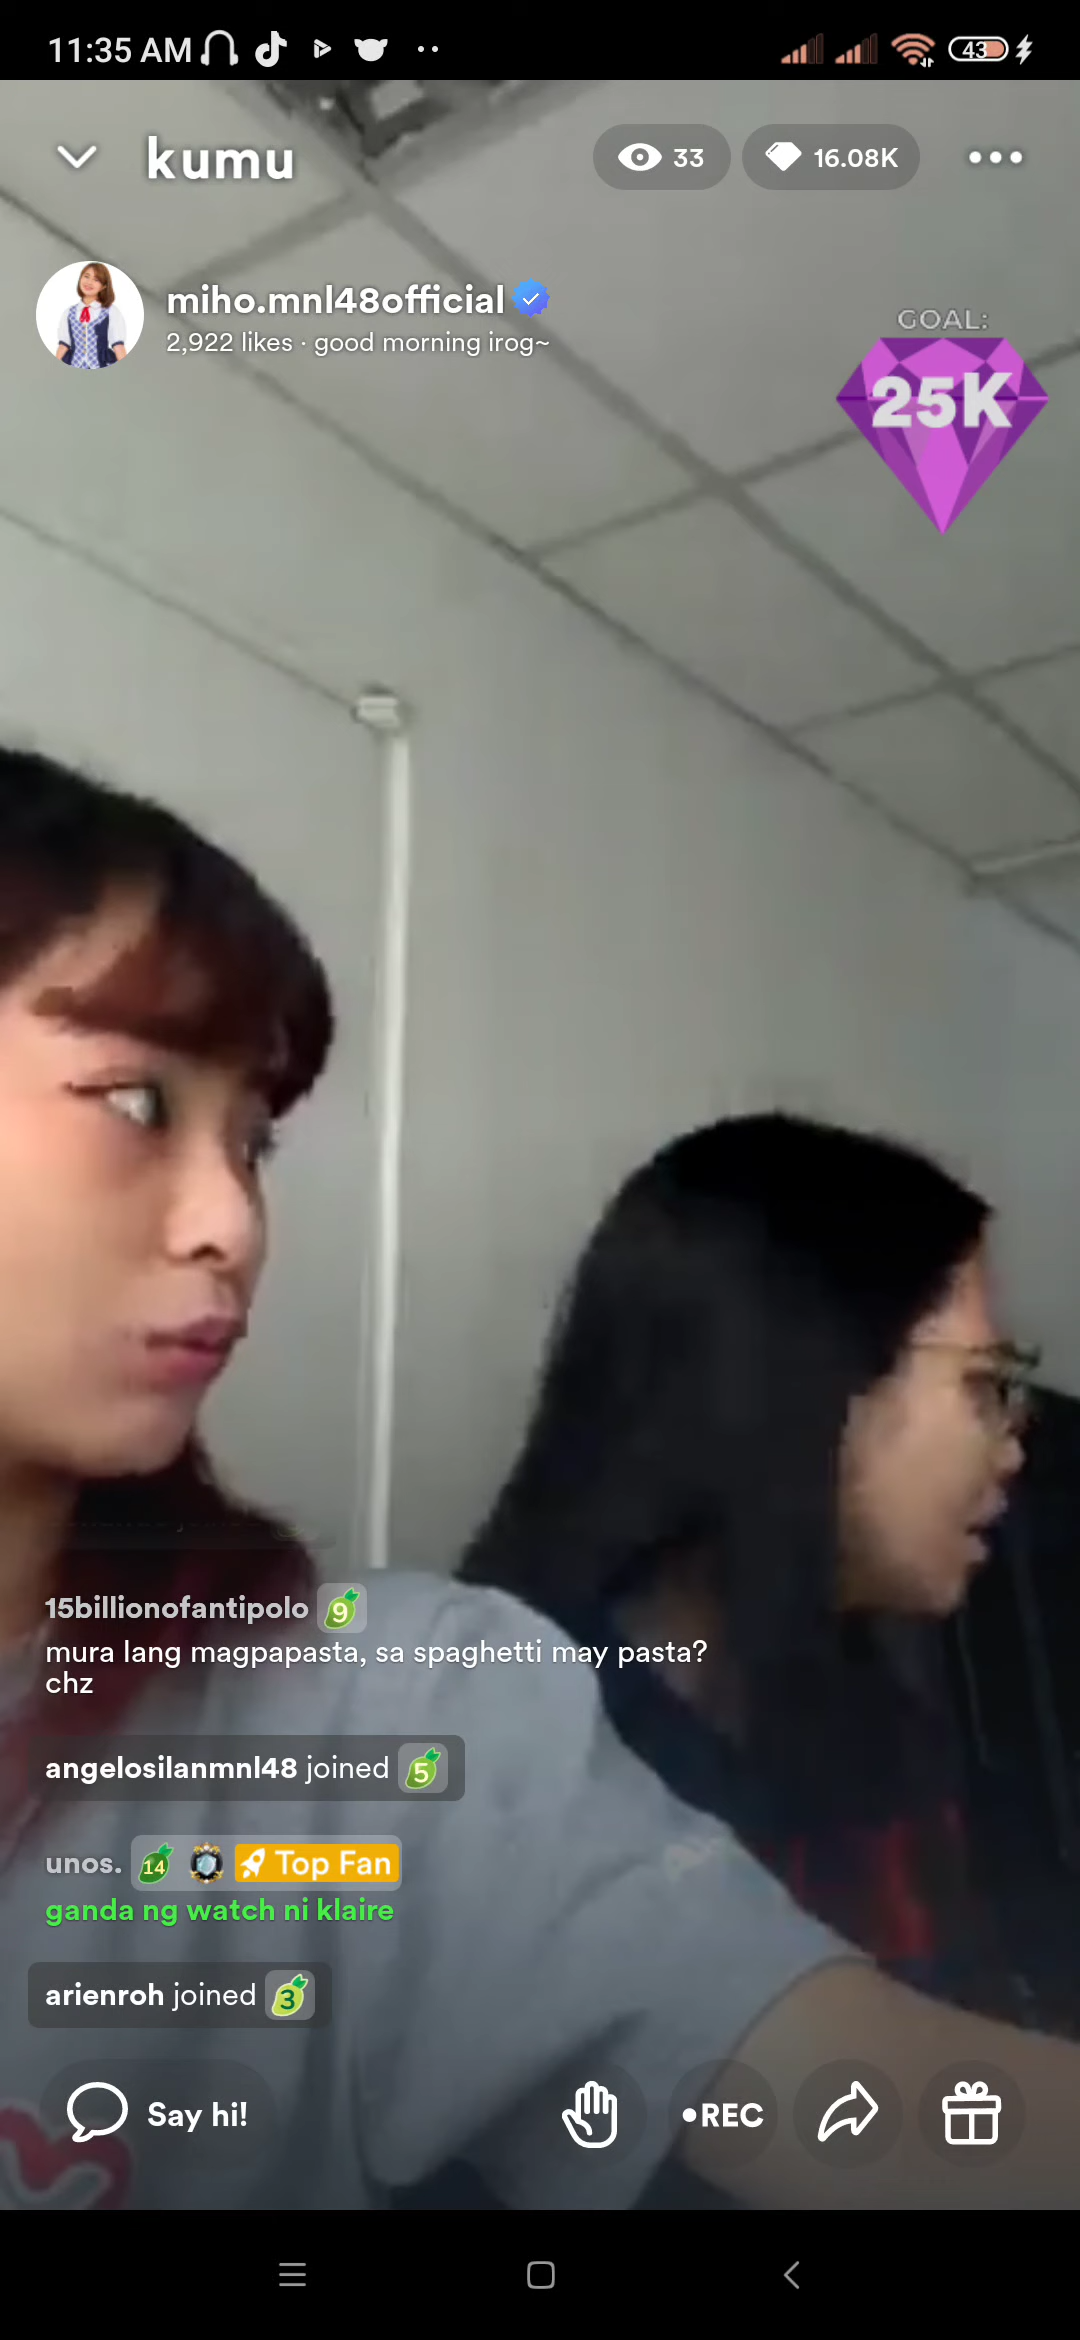 11:35 AM
43
kumu
33
16.08K
miho.mnl48official
2,922 likes · good morning irog~
GOAL:
25K
15billionofantipolo 9
mura lang magpapasta, sa spaghetti may pasta?
chz
angelosilanmnl48 joined 5
unos. 14 Top Fan
ganda ng watch ni klaire
arienroh joined 3
Say hi!
•REC